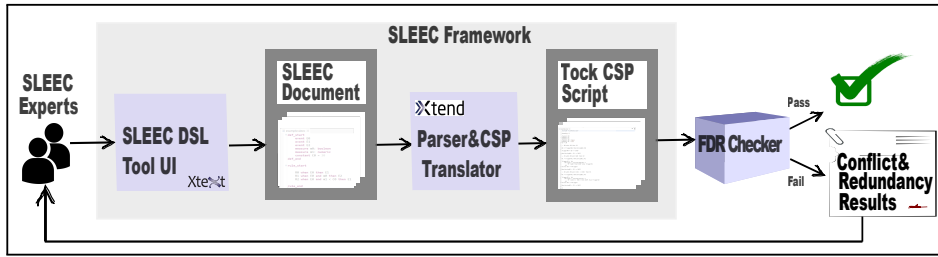 SLEEC Framework
SLEEC
Experts
SLEEC DSL
Tool UI
Xtext
SLEEC
Document
Xtend
Parser&CSP
Translator
Tock CSP
Script
FDR Checker
Pass
Fail
Conflict&
Redundancy
Results